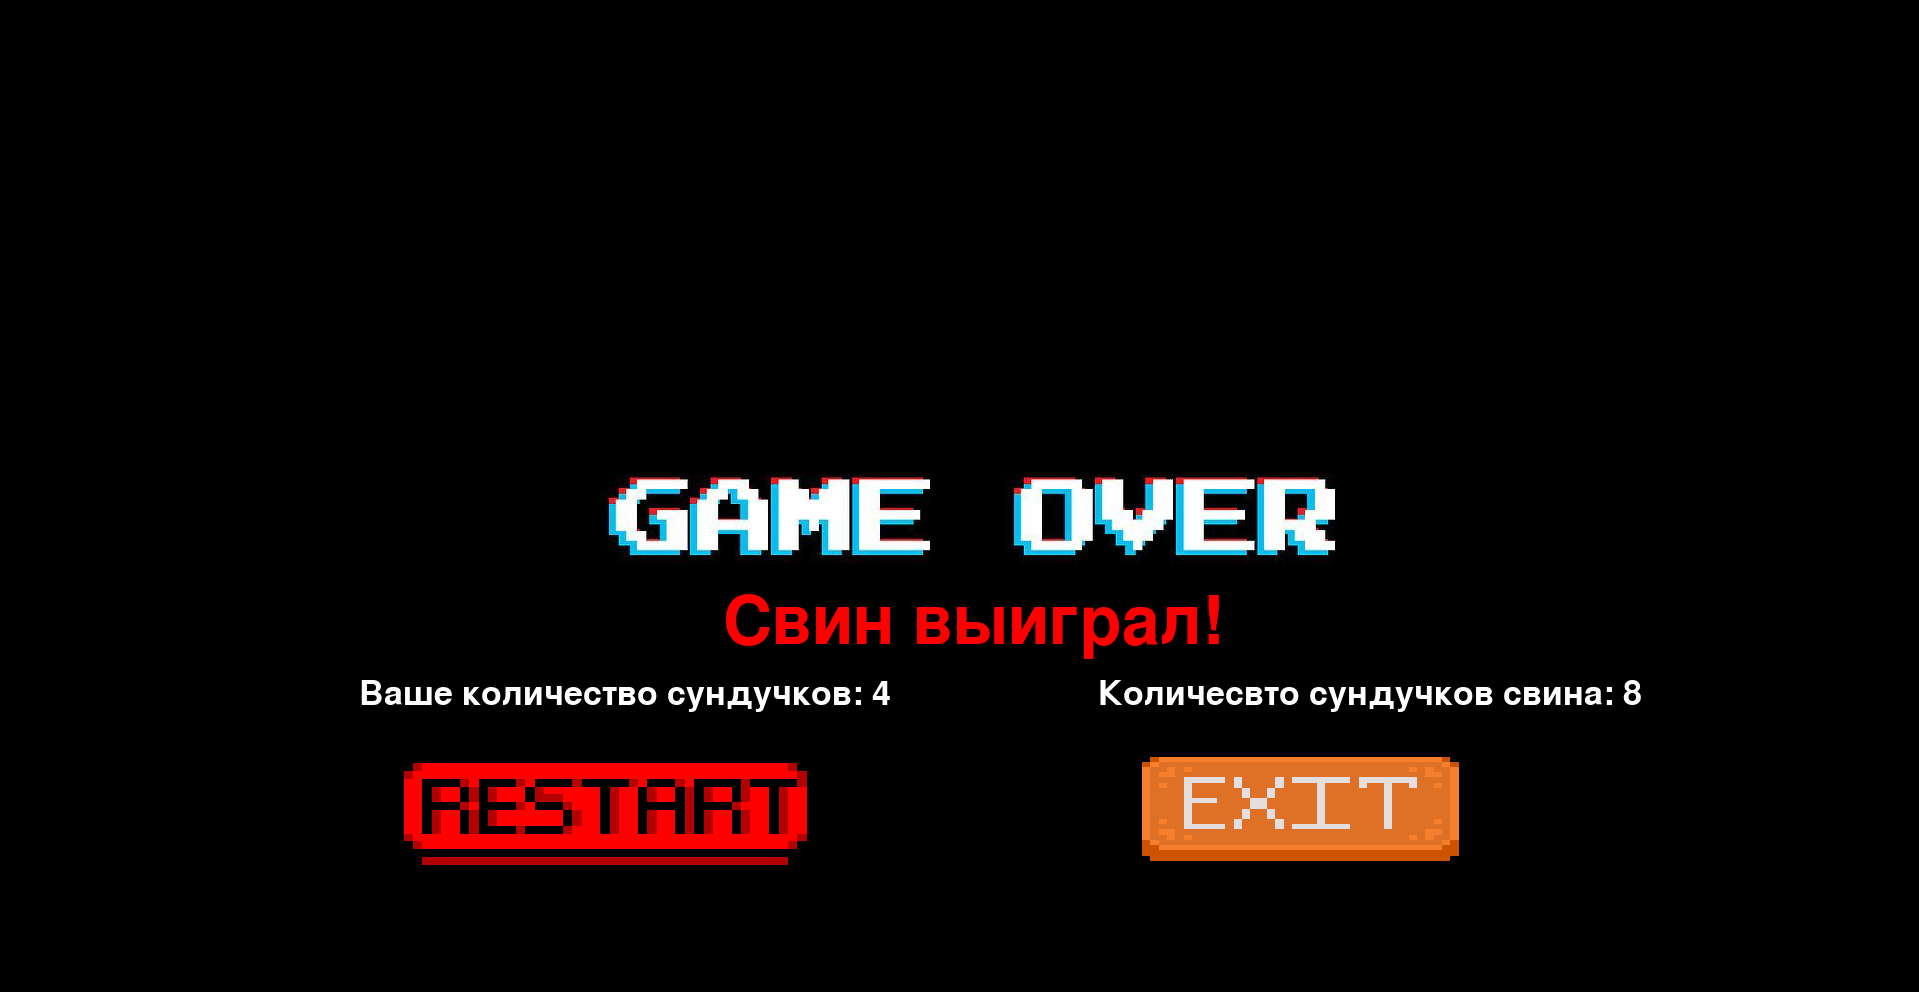 GAME OVER
Свин выиграл!
Ваше количество сундучков: 4
Количесвто сундучков свина: 8
RESTART
EXIT